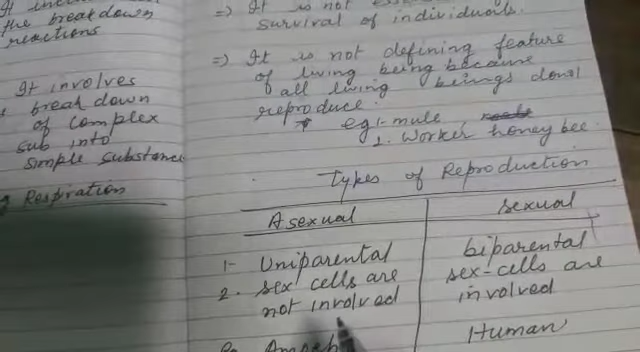 the break down
reactions
It involves
break down
of complex
sub into
simple substance
Respiration
=> It is not
survival of individuals.
=> It is not defining feature
of living being became
all living beings donot
reproduce.
eg:- mule
2. Worker honey bee.
Types of Reproduction
Asexual
1- Uniparental
2. sex cells are
not involved
sexual
biparental
sex-cells are
involved
Human